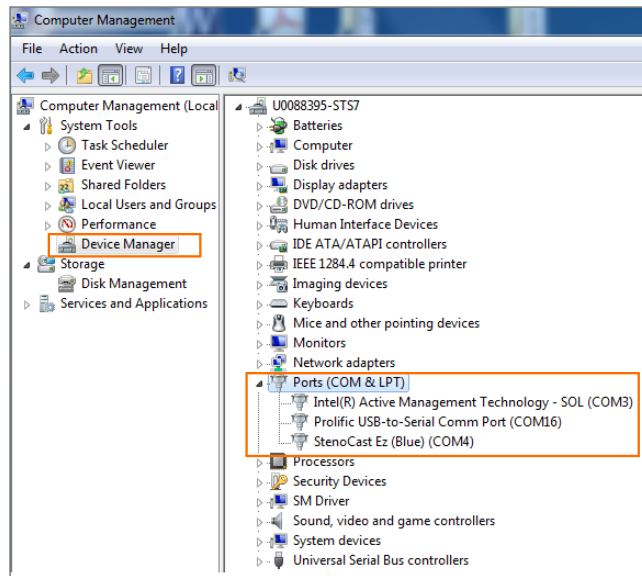 Computer Management
File Action View Help
Computer Management (Local
System Tools
Task Scheduler
Event Viewer
Shared Folders
Local Users and Groups
Performance
Device Manager
Storage
Disk Management
Services and Applications
U0088395-STS7
Batteries
Computer
Disk drives
Display adapters
DVD/CD-ROM drives
Human Interface Devices
IDE ATA/ATAPI controllers
IEEE 1284.4 compatible printer
Imaging devices
Keyboards
Mice and other pointing devices
Monitors
Network adapters
Ports (COM & LPT)
Intel(R) Active Management Technology - SOL (COM3)
Prolific USB-to-Serial Comm Port (COM16)
StenoCast Ez (Blue) (COM4)
Processors
Security Devices
SM Driver
Sound, video and game controllers
System devices
Universal Serial Bus controllers